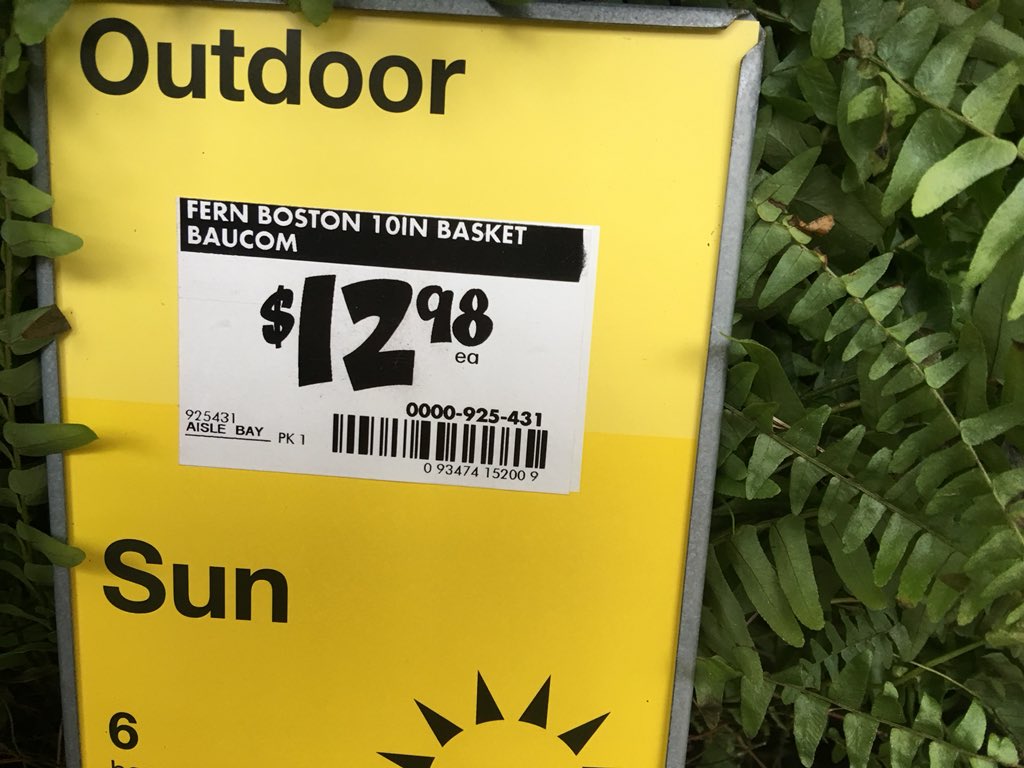 Outdoor
FERN BOSTON 10IN BASKET
BAUCOM
$12 98
ea
0000-925-431
925431
AISLE BAY PK 1
0 93474 15200 9
Sun
6